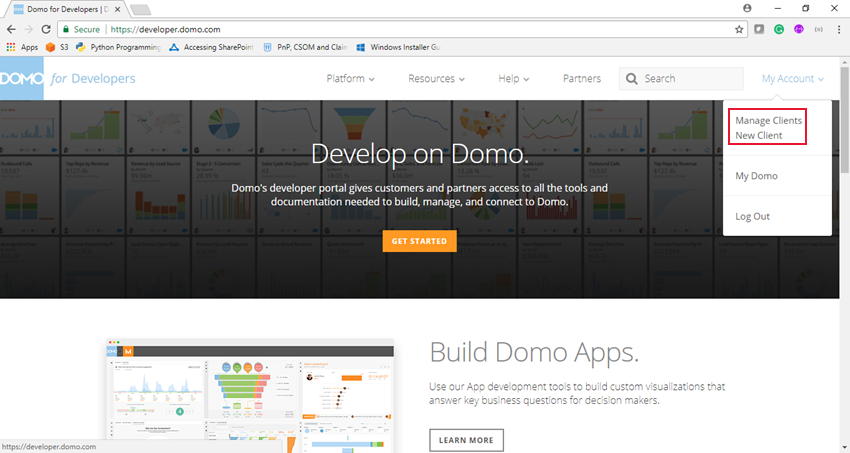 Domo for Developers | D
Secure
https://developer.domo.com
Apps
S3
Python Programming
Accessing SharePoint
PnP, CSOM and Clain
Windows Installer Gu
DOMO for Developers
Platform
Resources
Help
Partners
Search
My Account
Manage Clients
New Client
My Domo
Log Out
Develop on Domo.
Domo's developer portal gives customers and partners access to all the tools and
documentation needed to build, manage, and connect to Domo.
GET STARTED
Build Domo Apps.
Use our App development tools to build custom visualizations that
answer key business questions for decision makers.
LEARN MORE
https://developer.domo.com